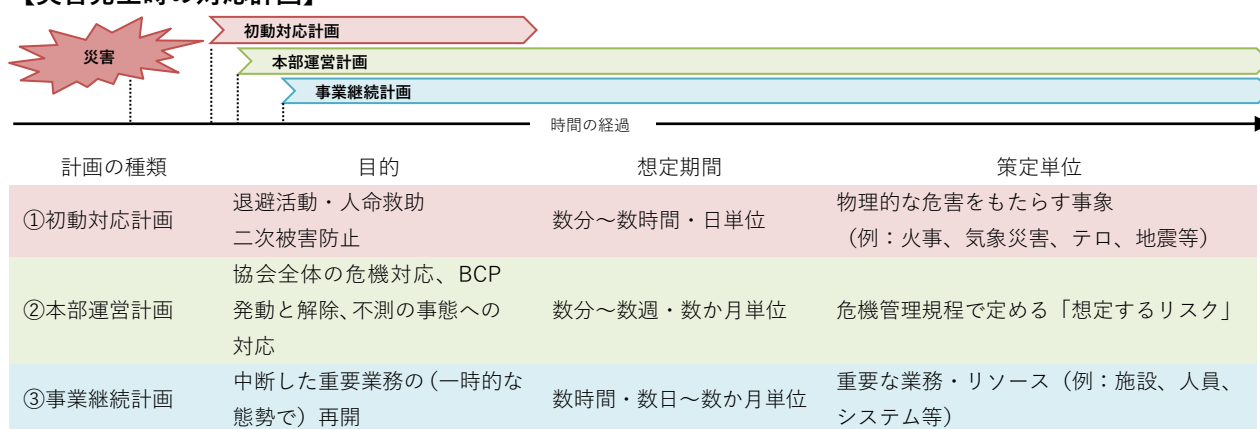 【災害発生時の対応計画】
初動対応計画
災害
本部運営計画
事業継続計画
時間の経過
計画の種類 目的 想定期間 策定単位
①初動対応計画
退避活動・人命救助
二次被害防止
数分～数時間・日単位
物理的な危害をもたらす事象
（例：火事、気象災害、テロ、地震等）
②本部運営計画
協会全体の危機対応、BCP
発動と解除、不測の事態への
対応
数分～数週・数か月単位
危機管理規程で定める「想定するリスク」
③事業継続計画
中断した重要業務の（一時的な
態勢で）再開
数時間・数日～数か月単位
重要な業務・リソース（例：施設、人員、
システム等）